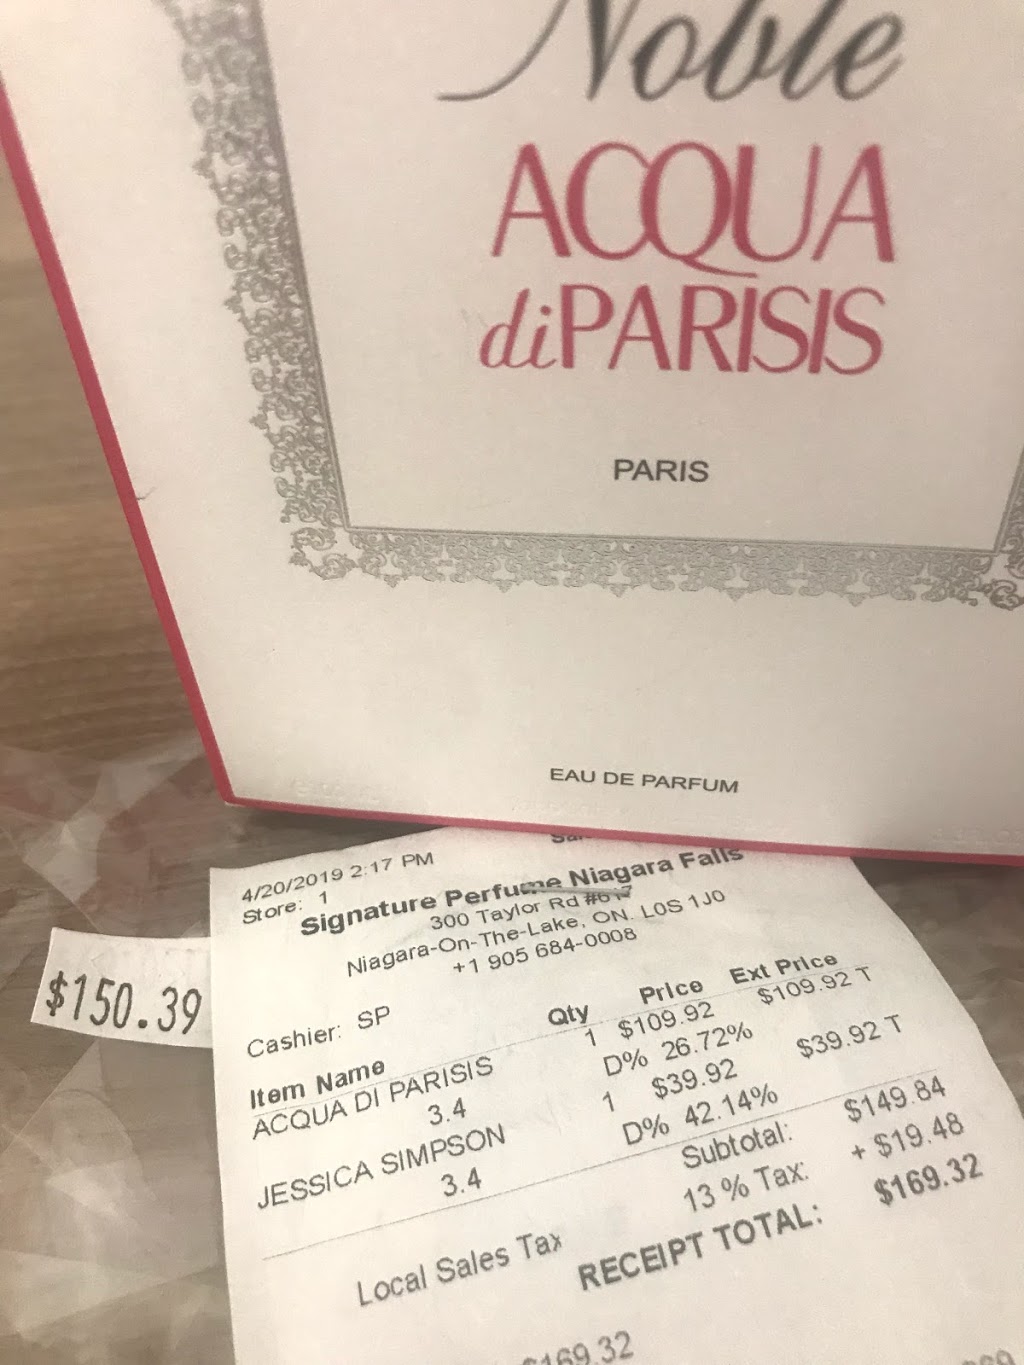 Noble
ACQUA
diPARISIS
PARIS
EAU DE PARFUM
4/20/2019 2:17 PM
Store: 1
Signature Perfume Niagara Falls
300 Taylor Rd #617
Niagara-On-The-Lake, ON. L0S 1J0
+1 905 684-0008
$150.39
Cashier: SP
Item Name Qty Price Ext Price
ACQUA DI PARISIS 1 $109.92 $109.92 T
3.4 D% 26.72%
JESSICA SIMPSON 1 $39.92 $39.92 T
3.4 D% 42.14%
Subtotal: $149.84
Local Sales Tax 13 % Tax: + $19.48
RECEIPT TOTAL: $169.32
$169.32